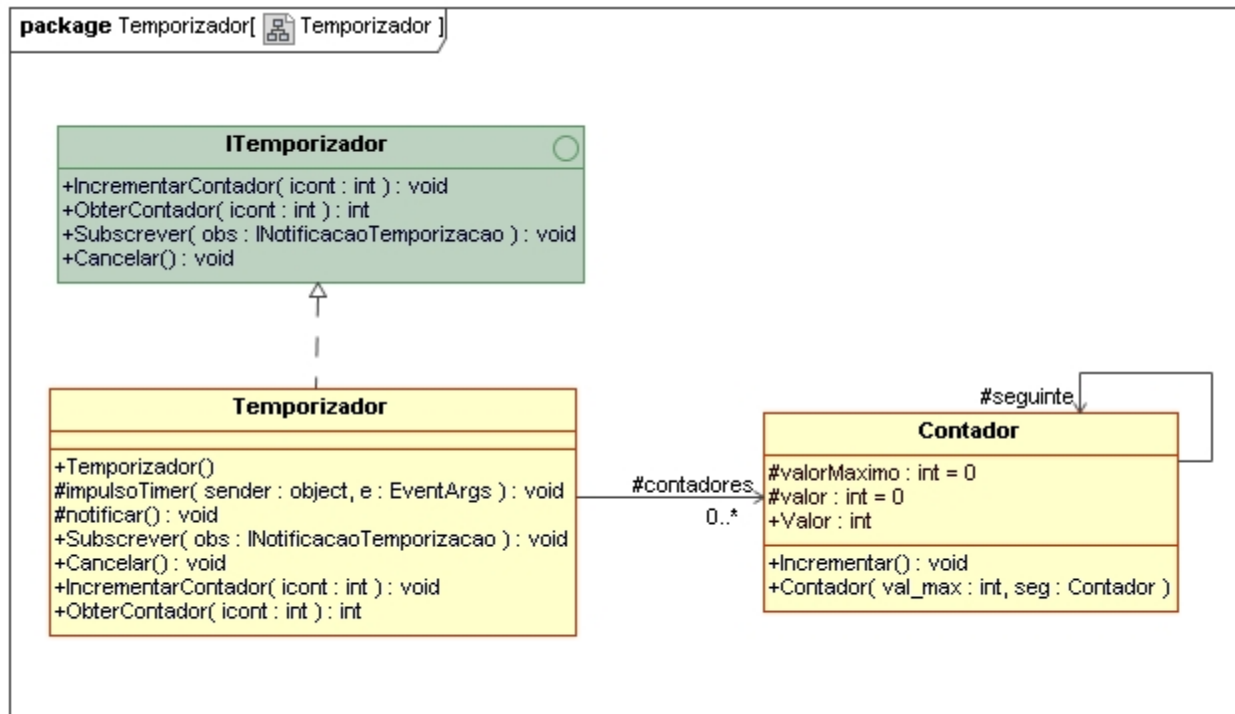 package Temporizador[ Temporizador ]
ITemporizador
+IncrementarContador( icont : int ) : void
+ObterContador( icont : int ) : int
+Subscrever( obs : INotificacaoTemporizacao ) : void
+Cancelar() : void
Temporizador
+Temporizador()
#impulsoTimer( sender : object, e : EventArgs ) : void
#notificar() : void
+Subscrever( obs : INotificacaoTemporizacao ) : void
+Cancelar() : void
+IncrementarContador( icont : int ) : void
+ObterContador( icont : int ) : int
#contadores
0..*
#seguinte
Contador
#valorMaximo : int = 0
#valor : int = 0
+Valor : int
+Incrementar() : void
+Contador( val_max : int, seg : Contador )